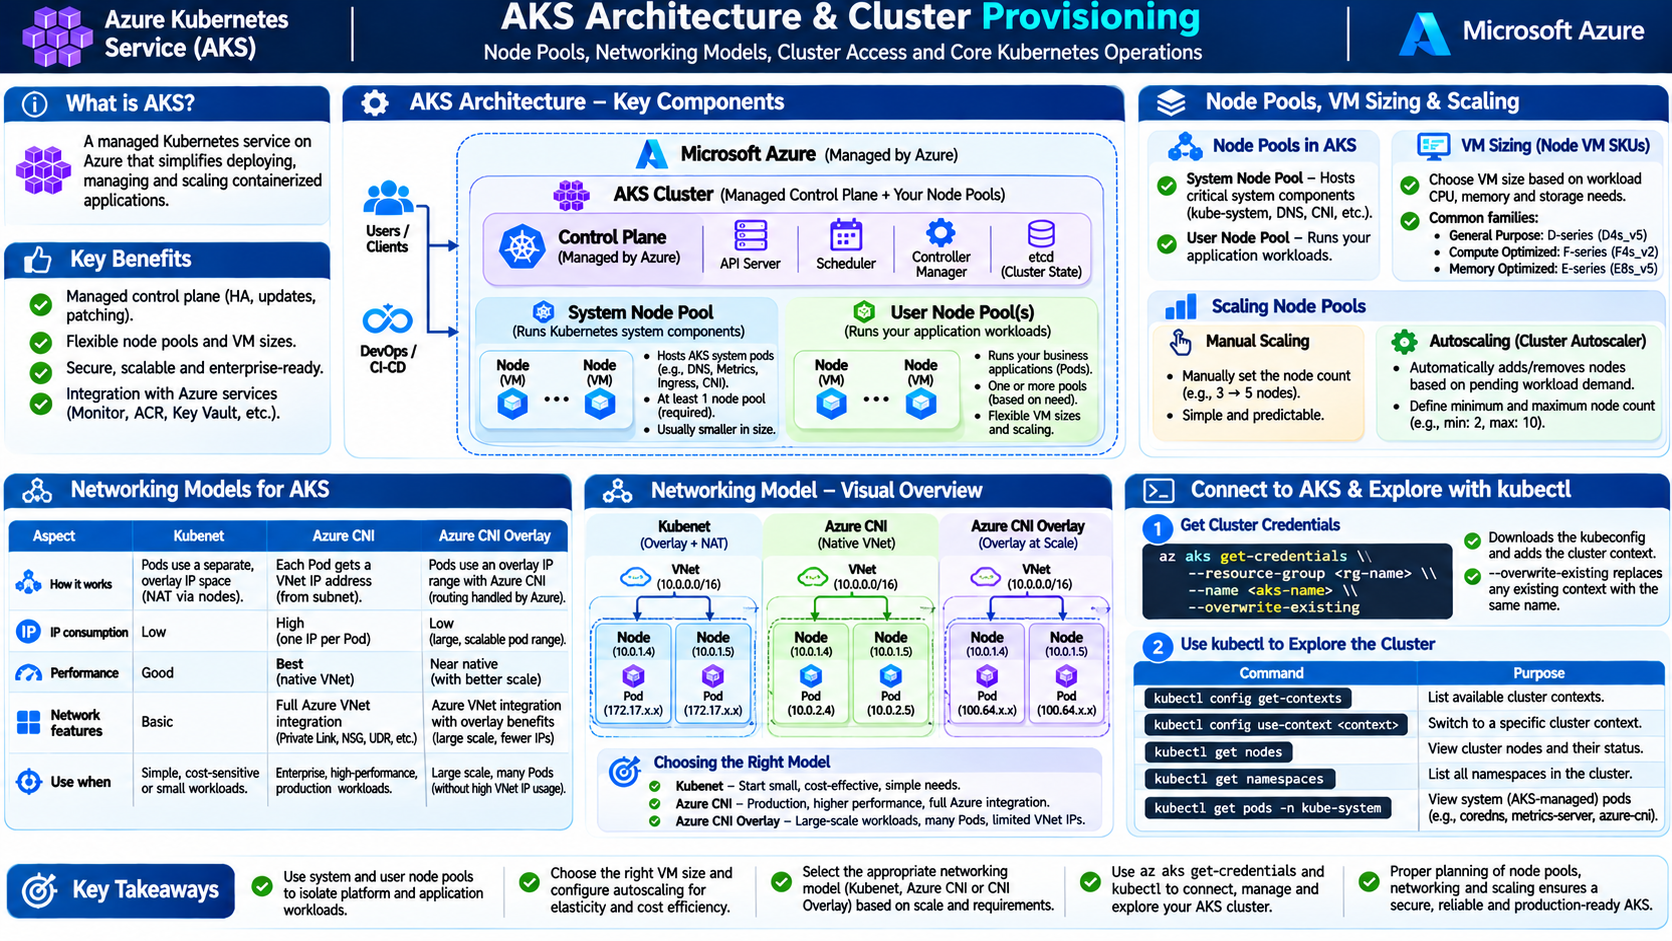 Azure Kubernetes
Service (AKS)
AKS Architecture & Cluster Provisioning
Node Pools, Networking Models, Cluster Access and Core Kubernetes Operations
Microsoft Azure
What is AKS?
A managed Kubernetes service on
Azure that simplifies deploying,
managing and scaling containerized
applications.
Key Benefits
Managed control plane (HA, updates,
patching).
Flexible node pools and VM sizes.
Secure, scalable and enterprise-ready.
Integration with Azure services
(Monitor, ACR, Key Vault, etc.).
AKS Architecture – Key Components
Users /
Clients
DevOps /
CI-CD
Microsoft Azure (Managed by Azure)
AKS Cluster (Managed Control Plane + Your Node Pools)
Control Plane
(Managed by Azure)
API Server
Scheduler
Controller
Manager
etcd
(Cluster State)
System Node Pool
(Runs Kubernetes system components)
Node
(VM)
Node
(VM)
• Hosts AKS system pods
(e.g., DNS, Metrics,
Ingress, CNI).
• At least 1 node pool
(required).
• Usually smaller in size.
User Node Pool(s)
(Runs your application workloads)
Node
(VM)
Node
(VM)
• Runs your business
applications (Pods).
• One or more pools
(based on need).
• Flexible VM sizes
and scaling.
Node Pools, VM Sizing & Scaling
Node Pools in AKS
System Node Pool – Hosts
critical system components
(kube-system, DNS, CNI, etc.).
User Node Pool – Runs your
application workloads.
VM Sizing (Node VM SKUs)
Choose VM size based on workload
CPU, memory and storage needs.
Common families:
• General Purpose: D-series (D4s_v5)
• Compute Optimized: F-series (F4s_v2)
• Memory Optimized: E-series (E8s_v5)
Scaling Node Pools
Manual Scaling
• Manually set the node count
(e.g., 3 → 5 nodes).
• Simple and predictable.
Autoscaling (Cluster Autoscaler)
• Automatically adds/removes nodes
based on pending workload demand.
• Define minimum and maximum node count
(e.g., min: 2, max: 10).
Networking Models for AKS
Aspect Kubenet Azure CNI Azure CNI Overlay
How it works
Pods use a separate,
overlay IP space
(NAT via nodes).
Each Pod gets a
VNet IP address
(from subnet).
Pods use an overlay IP
range with Azure CNI
(routing handled by Azure).
IP
IP consumption
Low
High
(one IP per Pod)
Low
(large, scalable pod range).
Performance
Good
Best
(native VNet)
Near native
(with better scale)
Network
features
Basic
Full Azure VNet
integration
(Private Link, NSG, UDR, etc.)
Azure VNet integration
with overlay benefits
(large scale, fewer IPs)
Use when
Simple, cost-sensitive
or small workloads.
Enterprise, high-performance,
production workloads.
Large scale, many Pods
(without high VNet IP usage).
Networking Model – Visual Overview
Kubenet
(Overlay + NAT)
VNet
(10.0.0.0/16)
Node
(10.0.1.4)
Pod
(172.17.x.x)
Node
(10.0.1.5)
Pod
(172.17.x.x)
Azure CNI
(Native VNet)
VNet
(10.0.0.0/16)
Node
(10.0.1.4)
Pod
(10.0.2.4)
Node
(10.0.1.5)
Pod
(10.0.2.5)
Azure CNI Overlay
(Overlay at Scale)
VNet
(10.0.0.0/16)
Node
(10.0.1.4)
Pod
(100.64.x.x)
Node
(10.0.1.5)
Pod
(100.64.x.x)
Choosing the Right Model
Kubenet – Start small, cost-effective, simple needs.
Azure CNI – Production, higher performance, full Azure integration.
Azure CNI Overlay – Large-scale workloads, many Pods, limited VNet IPs.
Connect to AKS & Explore with kubectl
1 Get Cluster Credentials
az aks get-credentials \\
--resource-group <rg-name> \\
--name <aks-name> \\
--overwrite-existing
Downloads the kubeconfig
and adds the cluster context.
--overwrite-existing replaces
any existing context with the
same name.
2 Use kubectl to Explore the Cluster
Command Purpose
kubectl config get-contexts List available cluster contexts.
kubectl config use-context <context> Switch to a specific cluster context.
kubectl get nodes View cluster nodes and their status.
kubectl get namespaces List all namespaces in the cluster.
kubectl get pods -n kube-system View system (AKS-managed) pods
(e.g., coredns, metrics-server, azure-cni).
Key Takeaways
Use system and user node pools
to isolate platform and application
workloads.
Choose the right VM size and
configure autoscaling for
elasticity and cost efficiency.
Select the appropriate networking
model (Kubenet, Azure CNI or CNI
Overlay) based on scale and requirements.
Use az aks get-credentials and
kubectl to connect, manage and
explore your AKS cluster.
Proper planning of node pools,
networking and scaling ensures a
secure, reliable and production-ready AKS.